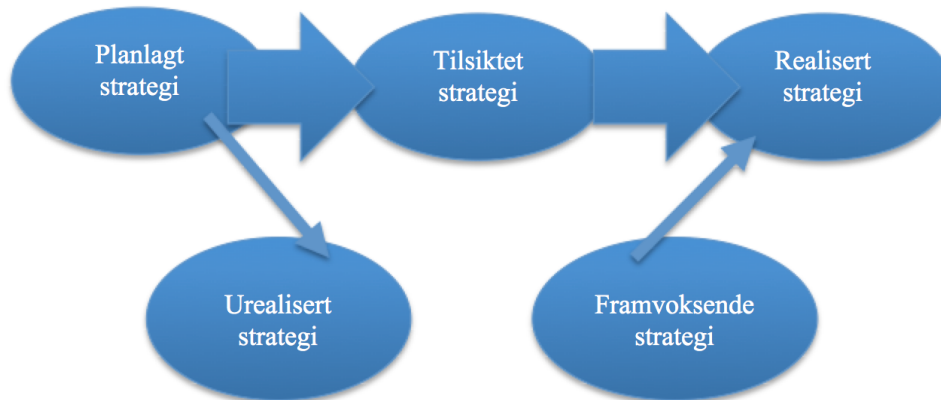 Planlagt
strategi
Tilsiktet
strategi
Realisert
strategi
Urealisert
strategi
Framvoksende
strategi